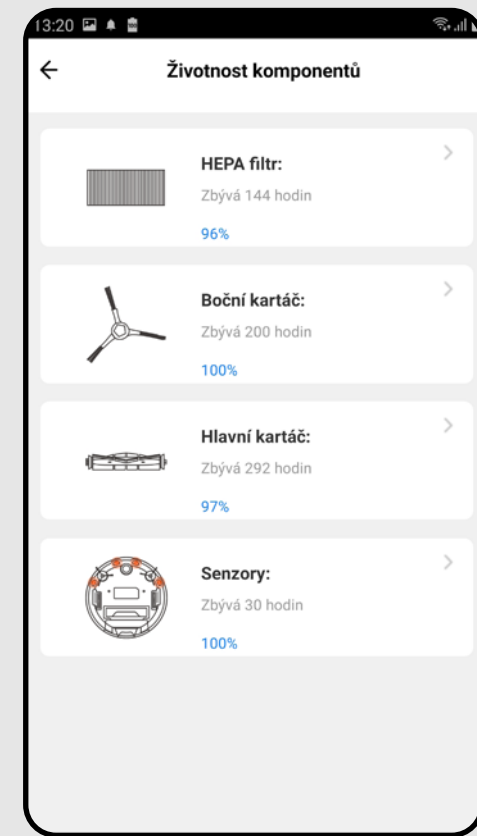 13:20
Životnost komponentů
HEPA filtr:
Zbývá 144 hodin
96%
Boční kartáč:
Zbývá 200 hodin
100%
Hlavní kartáč:
Zbývá 292 hodin
97%
Senzory:
Zbývá 30 hodin
100%